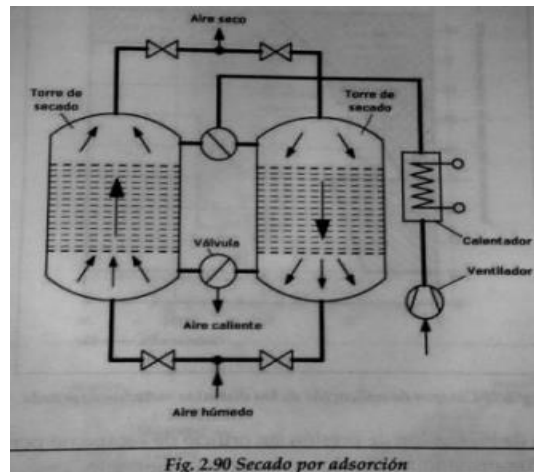 Aire seco
Torre de
secado
Torre de
secado
Válvula
Calentador
Ventilador
Aire caliente
Aire húmedo
Fig. 2.90 Secado por adsorción